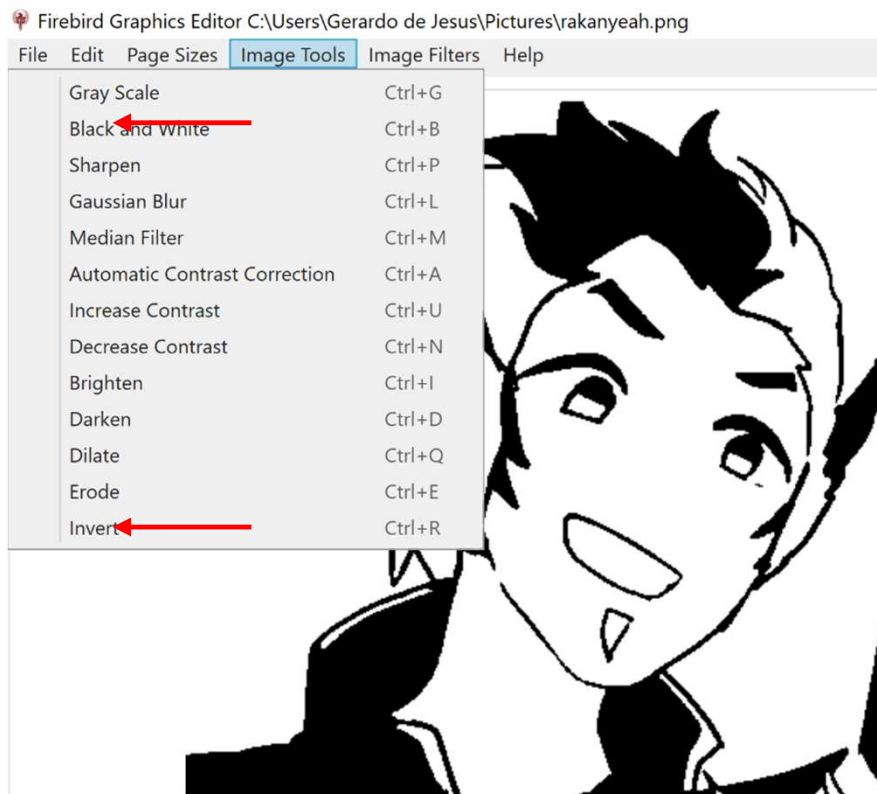 Firebird Graphics Editor C:\Users\Gerardo de Jesus\Pictures\rakanyeah.png
File Edit Page Sizes Image Tools Image Filters Help
Gray Scale Ctrl+G
Black and White Ctrl+B
Sharpen Ctrl+P
Gaussian Blur Ctrl+L
Median Filter Ctrl+M
Automatic Contrast Correction Ctrl+A
Increase Contrast Ctrl+U
Decrease Contrast Ctrl+N
Brighten Ctrl+I
Darken Ctrl+D
Dilate Ctrl+Q
Erode Ctrl+E
Invert Ctrl+R